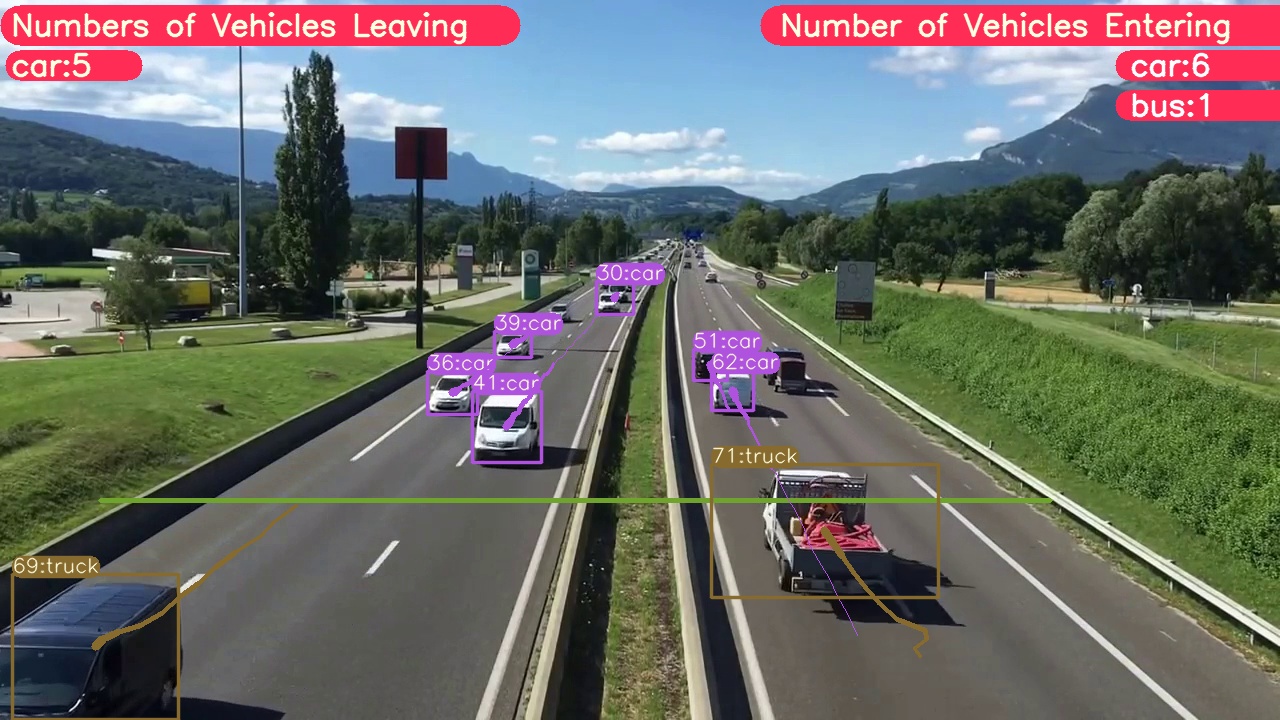 Numbers of Vehicles Leaving
Number of Vehicles Entering
car:5
car:6
bus:1
30:car
39:car
51:car
36:car
62:car
41:car
71:truck
69:truck